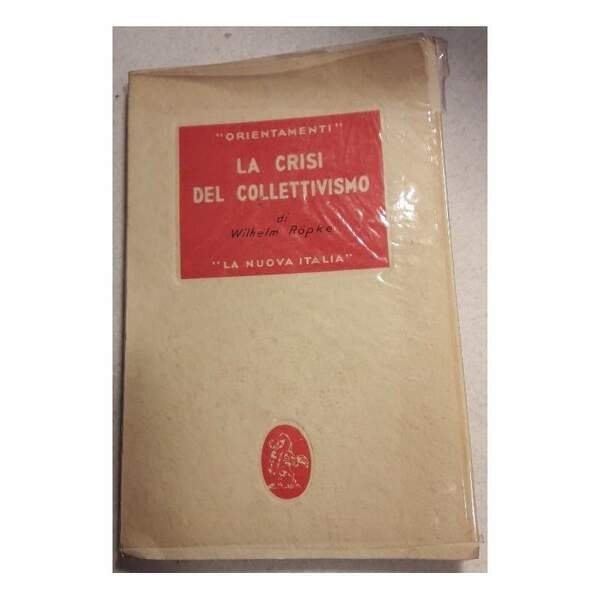 "ORIENTAMENTI"
LA CRISI
DEL COLLETTIVISMO
di
Wilhelm Röpke
"LA NUOVA ITALIA"